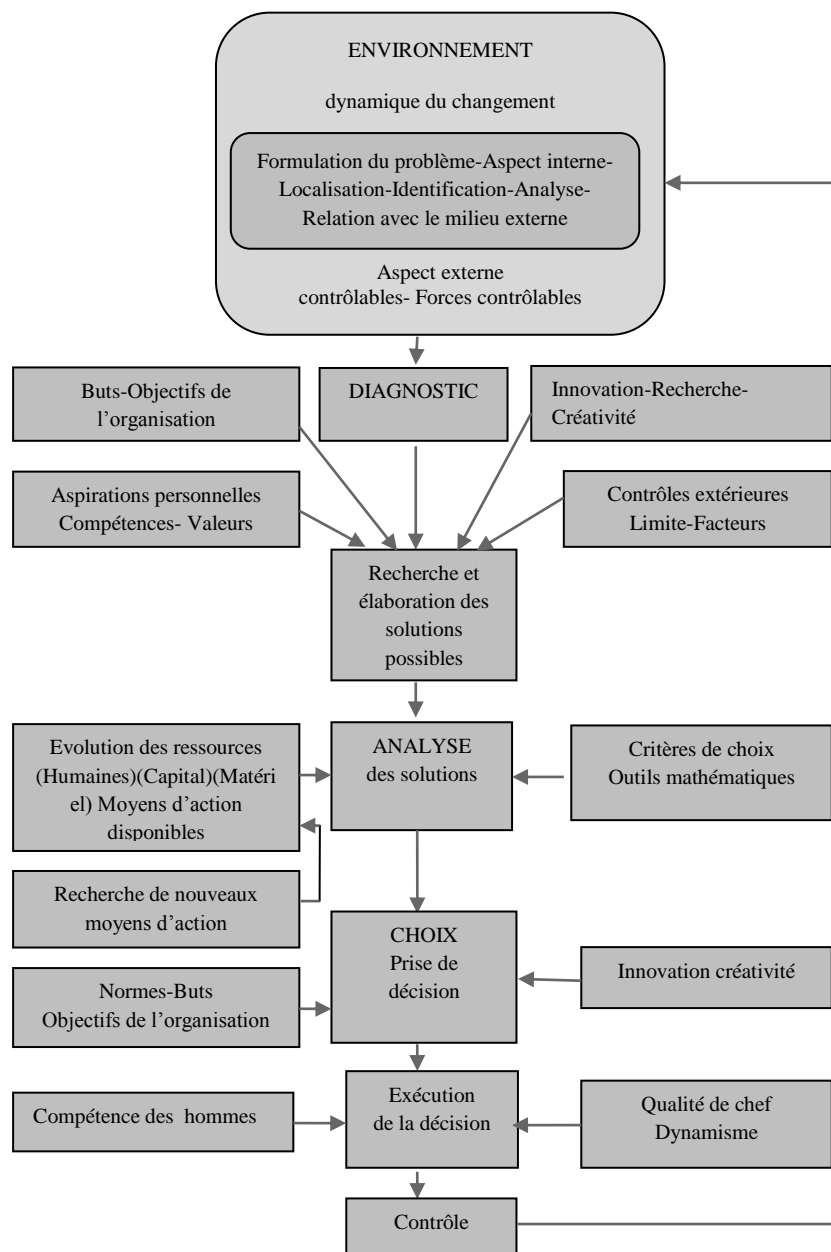 ENVIRONNEMENT
dynamique du changement
Formulation du problème-Aspect interne-
Localisation-Identification-Analyse-
Relation avec le milieu externe
Aspect externe
contrôlables- Forces contrôlables
Buts-Objectifs de
l’organisation
DIAGNOSTIC
Innovation-Recherche-
Créativité
Aspirations personnelles
Compétences- Valeurs
Contrôles extérieures
Limite-Facteurs
Recherche et
élaboration des
solutions
possibles
Evolution des ressources
(Humaines)(Capital)(Matéri
el) Moyens d’action
disponibles
ANALYSE
des solutions
Critères de choix
Outils mathématiques
Recherche de nouveaux
moyens d’action
CHOIX
Prise de
décision
Innovation créativité
Normes-Buts
Objectifs de l’organisation
Compétence des  hommes
Exécution
de la décision
Qualité de chef
Dynamisme
Contrôle